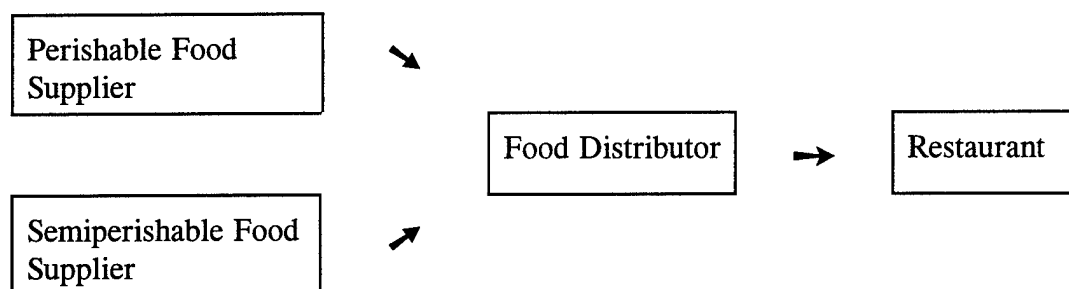 Perishable Food
Supplier
Food Distributor
Restaurant
Semiperishable Food
Supplier